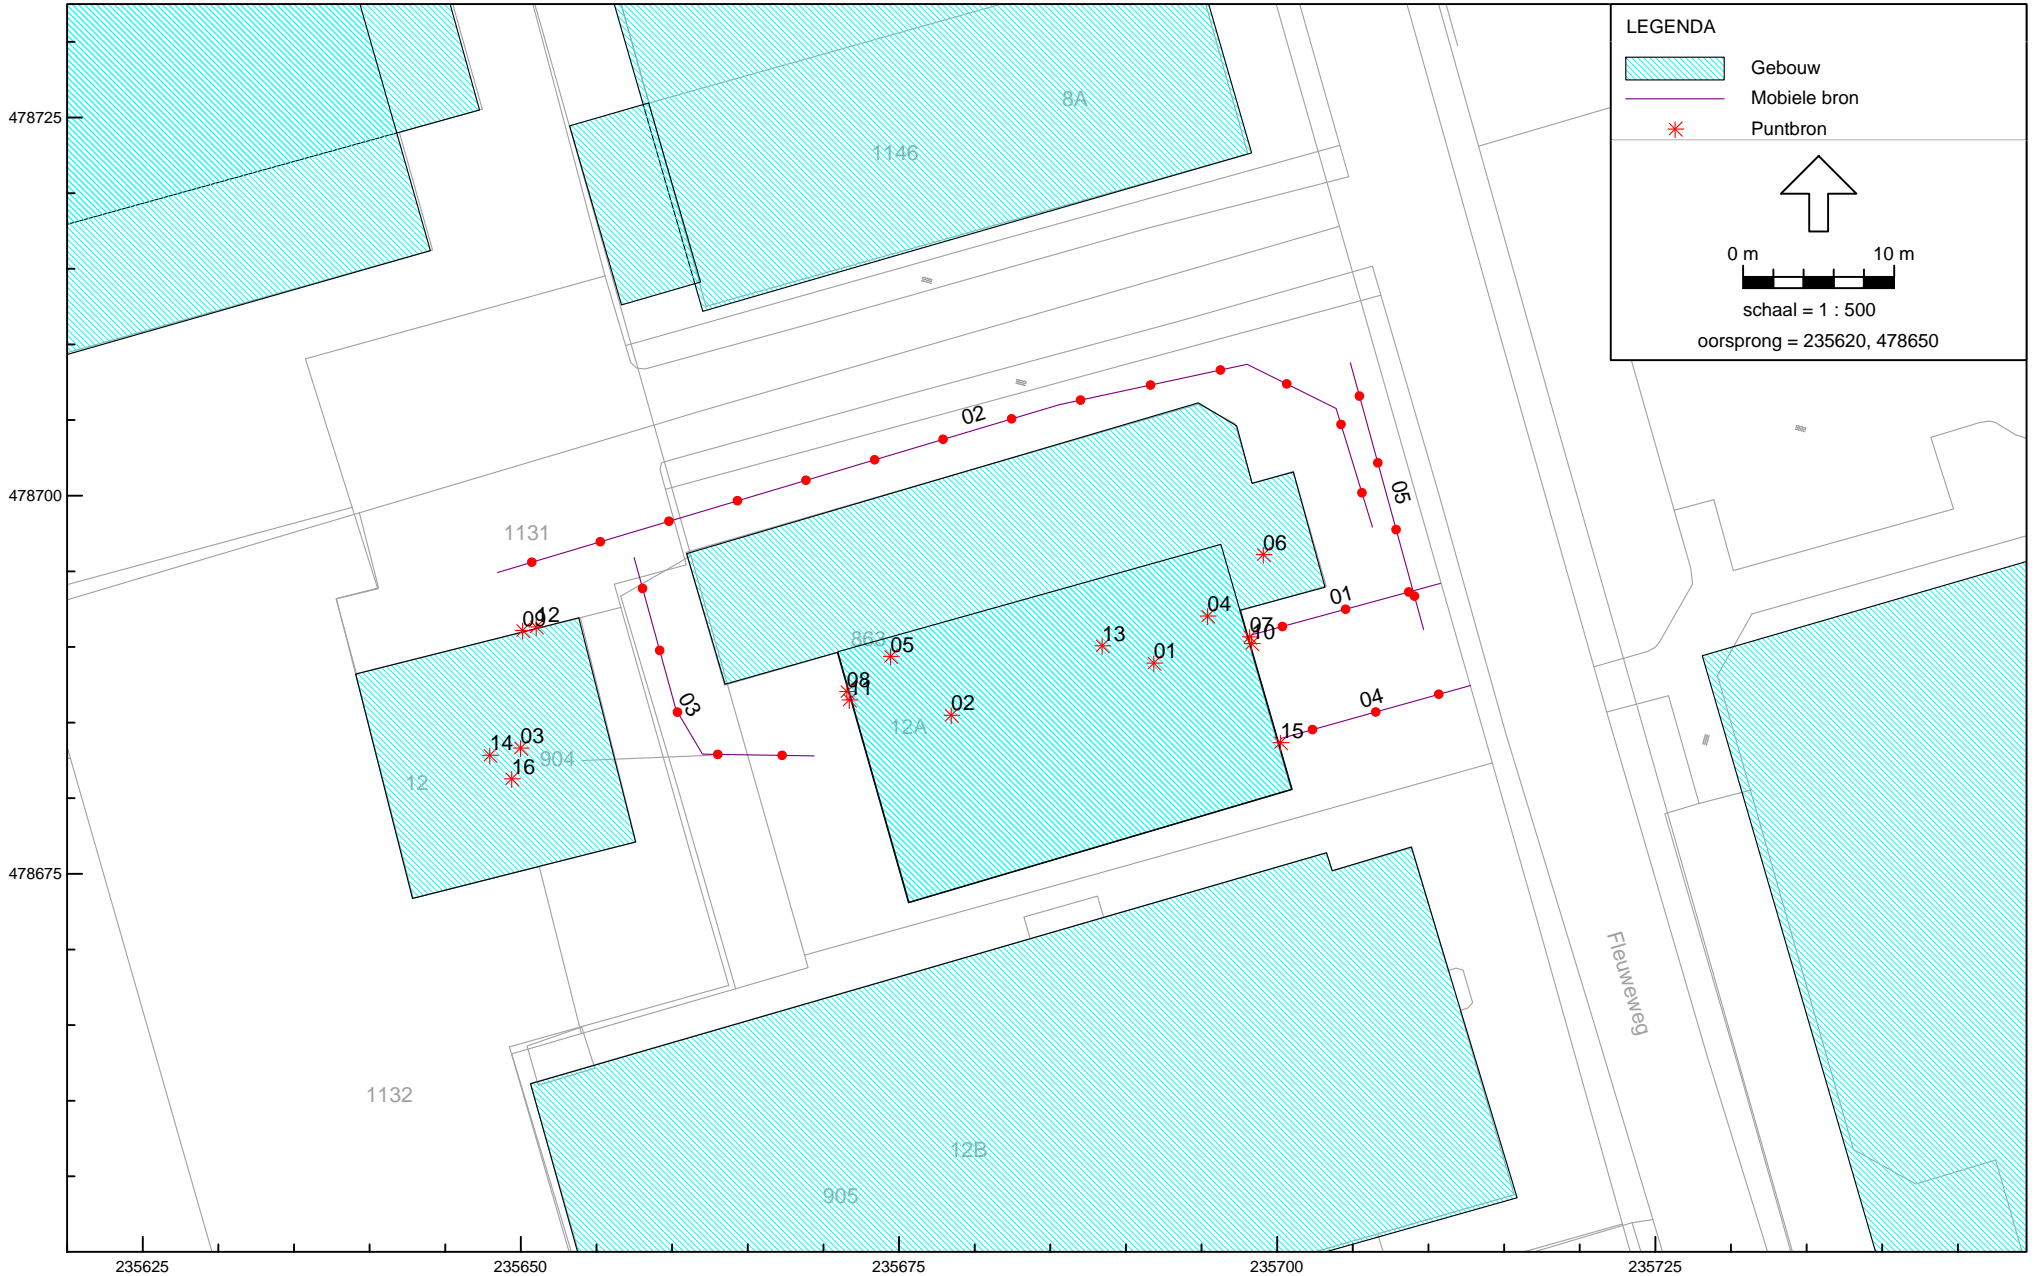 LEGENDA
Gebouw
Mobiele bron
Puntbron
0 m 10 m
schaal = 1 : 500
oorsprong = 235620, 478650
478725
8A
1146
02
478700
05
1131
06
01
09 12
04
07
10
863
13
05
01
08
11
03
02
04
12A
15
14 03
904
16
12
478675
Fleuweweg
1132
12B
905
235625 235650 235675 235700 235725